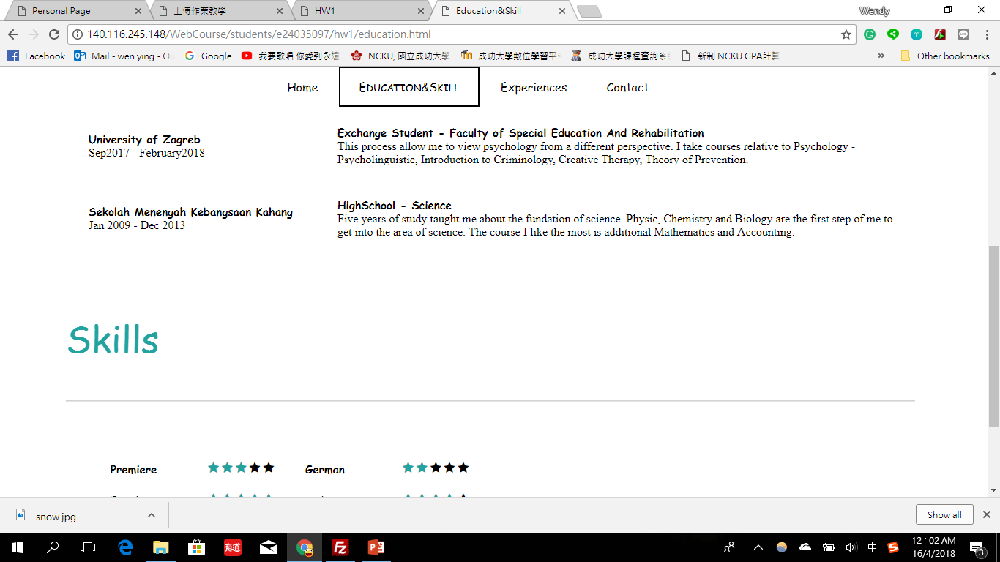 Personal Page
上傳作業教學
HW1
Education&Skill
Wendy
140.116.245.148/WebCourse/students/e24035097/hw1/education.html
Facebook
Mail - wen ying - Ou
Google
我要歌唱 你愛到永遠
NCKU, 國立成功大學
成功大學數位學習平
成功大學課程查詢系
新制 NCKU GPA計算
»
Other bookmarks
Home
EDUCATION&SKILL
Experiences
Contact
University of Zagreb
Sep2017 - February2018
Exchange Student - Faculty of Special Education And Rehabilitation
This process allow me to view psychology from a different perspective. I take courses relative to Psychology -
Psycholinguistic, Introduction to Criminology, Creative Therapy, Theory of Prevention.
Sekolah Menengah Kebangsaan Kahang
Jan 2009 - Dec 2013
HighSchool - Science
Five years of study taught me about the fundation of science. Physic, Chemistry and Biology are the first step of me to
get into the area of science. The course I like the most is additional Mathematics and Accounting.
Skills
Premiere
German
snow.jpg
Show all
有道
中
12:02 AM
16/4/2018
3